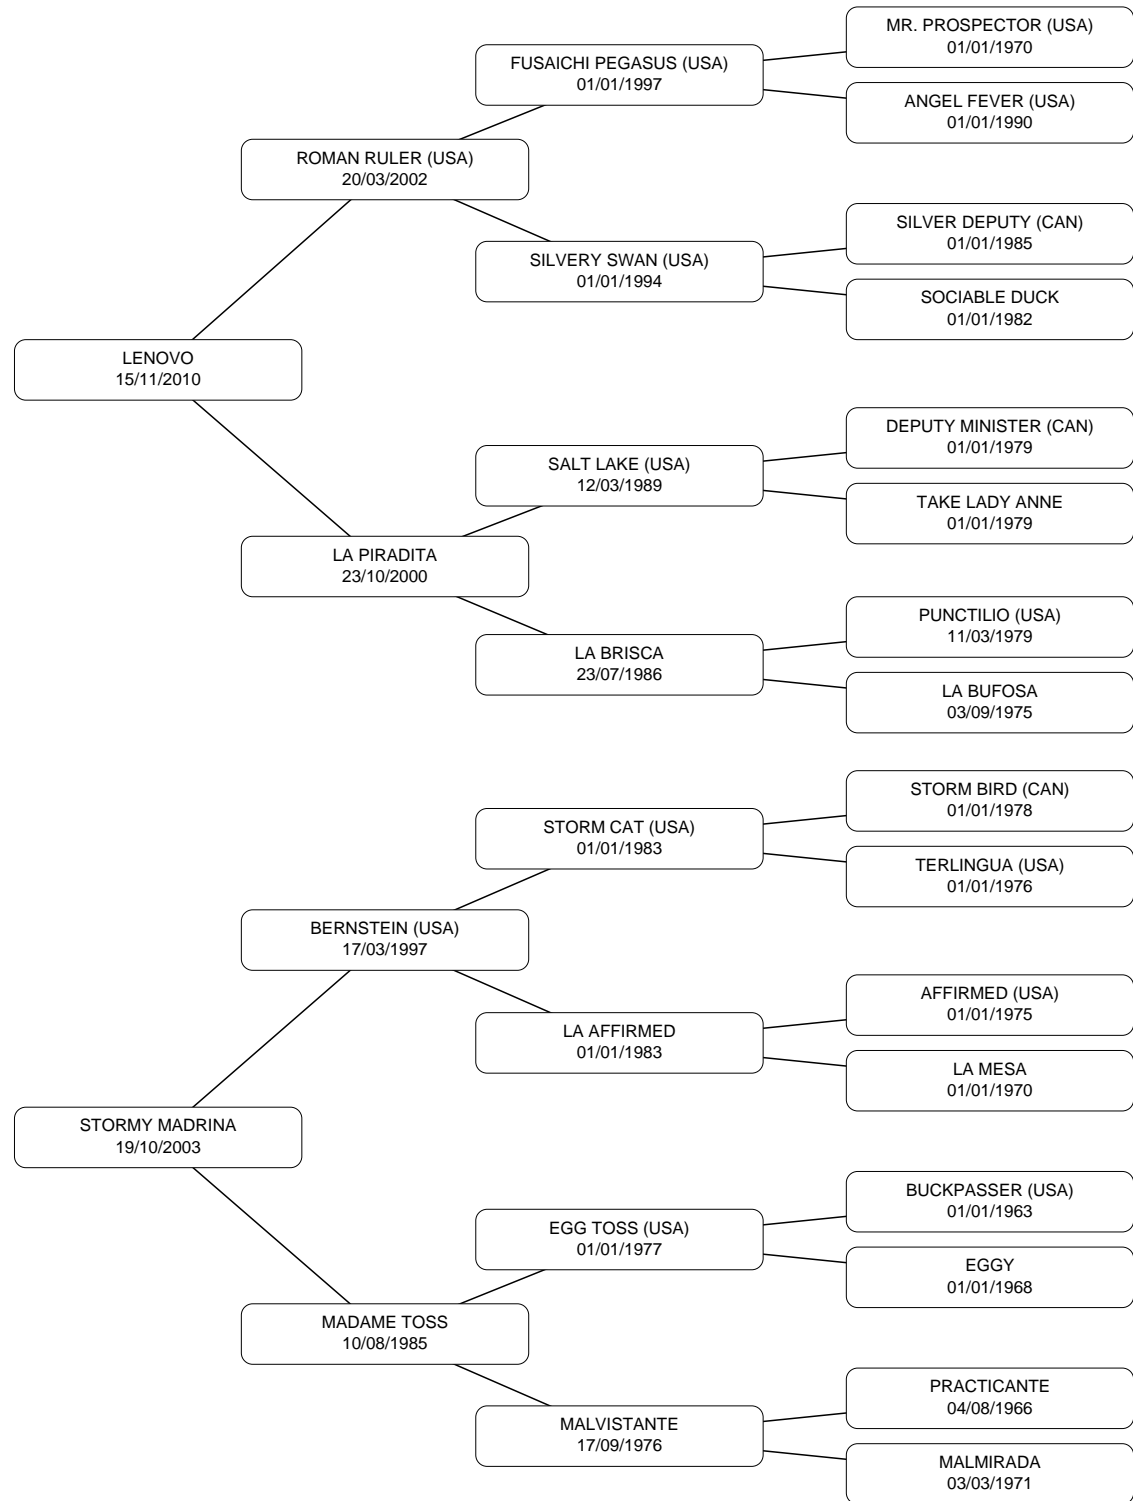 MR. PROSPECTOR (USA)
01/01/1970
FUSAICHI PEGASUS (USA)
01/01/1997
ANGEL FEVER (USA)
01/01/1990
ROMAN RULER (USA)
20/03/2002
SILVER DEPUTY (CAN)
01/01/1985
SILVERY SWAN (USA)
01/01/1994
SOCIABLE DUCK
01/01/1982
LENOVO
15/11/2010
DEPUTY MINISTER (CAN)
01/01/1979
SALT LAKE (USA)
12/03/1989
TAKE LADY ANNE
01/01/1979
LA PIRADITA
23/10/2000
PUNCTILIO (USA)
11/03/1979
LA BRISCA
23/07/1986
LA BUFOSA
03/09/1975
STORM BIRD (CAN)
01/01/1978
STORM CAT (USA)
01/01/1983
TERLINGUA (USA)
01/01/1976
BERNSTEIN (USA)
17/03/1997
AFFIRMED (USA)
01/01/1975
LA AFFIRMED
01/01/1983
LA MESA
01/01/1970
STORMY MADRINA
19/10/2003
BUCKPASSER (USA)
01/01/1963
EGG TOSS (USA)
01/01/1977
EGGY
01/01/1968
MADAME TOSS
10/08/1985
PRACTICANTE
04/08/1966
MALVISTANTE
17/09/1976
MALMIRADA
03/03/1971